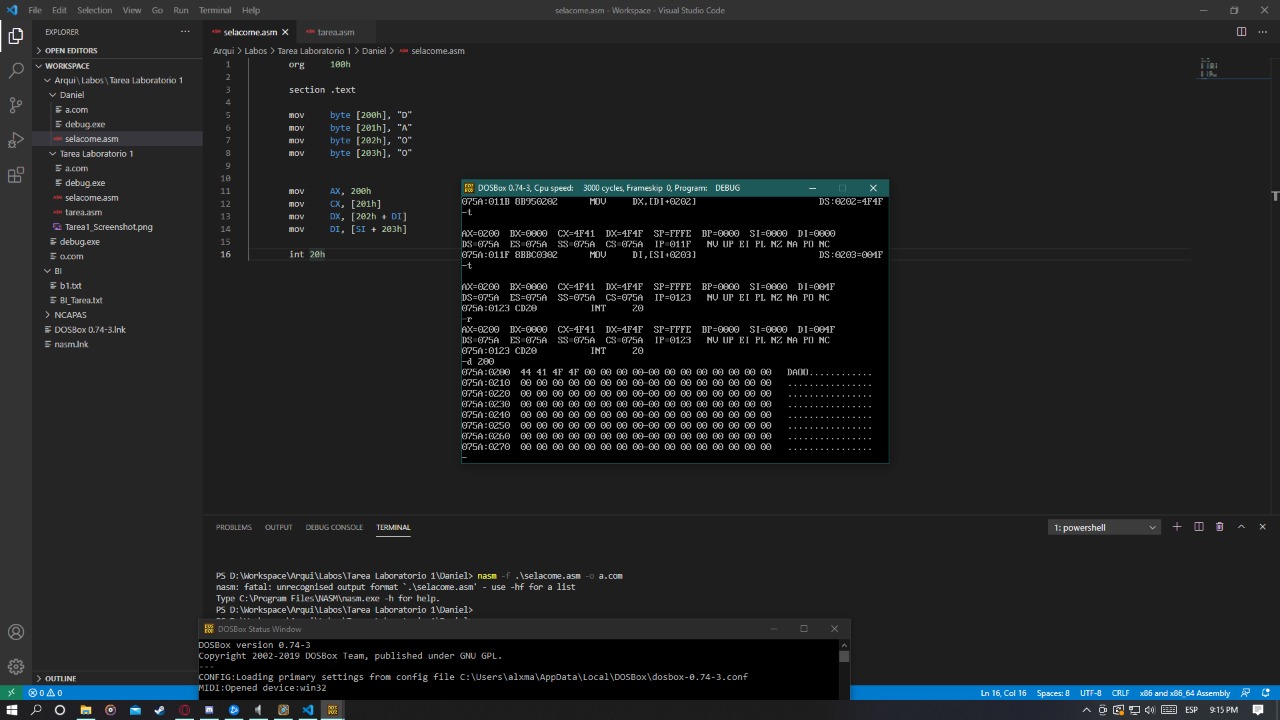 File Edit Selection View Go Run Terminal Help
selacome.asm - Workspace - Visual Studio Code
EXPLORER
OPEN EDITORS
WORKSPACE
Arqui \ Labos \ Tarea Laboratorio 1
Daniel
a.com
debug.exe
selacome.asm
Tarea Laboratorio 1
a.com
debug.exe
selacome.asm
tarea.asm
Tarea1_Screenshot.png
debug.exe
o.com
BI
b1.txt
BI_Tarea.txt
NCAPAS
DOSBox 0.74-3.lnk
nasm.lnk
OUTLINE
selacome.asm tarea.asm
Arqui > Labos > Tarea Laboratorio 1 > Daniel > selacome.asm
1 org 100h
2
3 section .text
4
5 mov byte [200h], "D"
6 mov byte [201h], "A"
7 mov byte [202h], "O"
8 mov byte [203h], "O"
9
10
11 mov AX, 200h
12 mov CX, [201h]
13 mov DX, [202h + DI]
14 mov DI, [SI + 203h]
15
16 int 20h
DOSBox 0.74-3, Cpu speed: 3000 cycles, Frameskip 0, Program: DEBUG
075A:011B 8B950202 MOV DX,[DI+0202] DS:0202=4F4F
-t
AX=0200 BX=0000 CX=4F41 DX=4F4F SP=FFFE BP=0000 SI=0000 DI=0000
DS=075A ES=075A SS=075A CS=075A IP=011F NV UP EI PL NZ NA PO NC
075A:011F 8BBC0302 MOV DI,[SI+0203] DS:0203=004F
-t
AX=0200 BX=0000 CX=4F41 DX=4F4F SP=FFFE BP=0000 SI=0000 DI=004F
DS=075A ES=075A SS=075A CS=075A IP=0123 NV UP EI PL NZ NA PO NC
075A:0123 CD20 INT 20
-r
AX=0200 BX=0000 CX=4F41 DX=4F4F SP=FFFE BP=0000 SI=0000 DI=004F
DS=075A ES=075A SS=075A CS=075A IP=0123 NV UP EI PL NZ NA PO NC
075A:0123 CD20 INT 20
-d 200
075A:0200 44 41 4F 4F 00 00 00 00-00 00 00 00 00 00 00 00 DAOO............
075A:0210 00 00 00 00 00 00 00 00-00 00 00 00 00 00 00 00 ................
075A:0220 00 00 00 00 00 00 00 00-00 00 00 00 00 00 00 00 ................
075A:0230 00 00 00 00 00 00 00 00-00 00 00 00 00 00 00 00 ................
075A:0240 00 00 00 00 00 00 00 00-00 00 00 00 00 00 00 00 ................
075A:0250 00 00 00 00 00 00 00 00-00 00 00 00 00 00 00 00 ................
075A:0260 00 00 00 00 00 00 00 00-00 00 00 00 00 00 00 00 ................
075A:0270 00 00 00 00 00 00 00 00-00 00 00 00 00 00 00 00 ................
-
PROBLEMS OUTPUT DEBUG CONSOLE TERMINAL
1: powershell
PS D:\Workspace\Arqui\Labos\Tarea Laboratorio 1\Daniel> nasm -f .\selacome.asm -o a.com
nasm: fatal: unrecognised output format `.\selacome.asm' - use -hf for a list
Type C:\Program Files\NASM\nasm.exe -h for help.
PS D:\Workspace\Arqui\Labos\Tarea Laboratorio 1\Daniel>
DOSBox Status Window
DOSBox version 0.74-3
Copyright 2002-2019 DOSBox Team, published under GNU GPL.
---
CONFIG:Loading primary settings from config file C:\Users\alxma\AppData\Local\DOSBox\dosbox-0.74-3.conf
MIDI:Opened device:win32
0 0 Ln 16, Col 16 Spaces: 8 UTF-8 CRLF x86 and x86_64 Assembly
ESP 9:15 PM